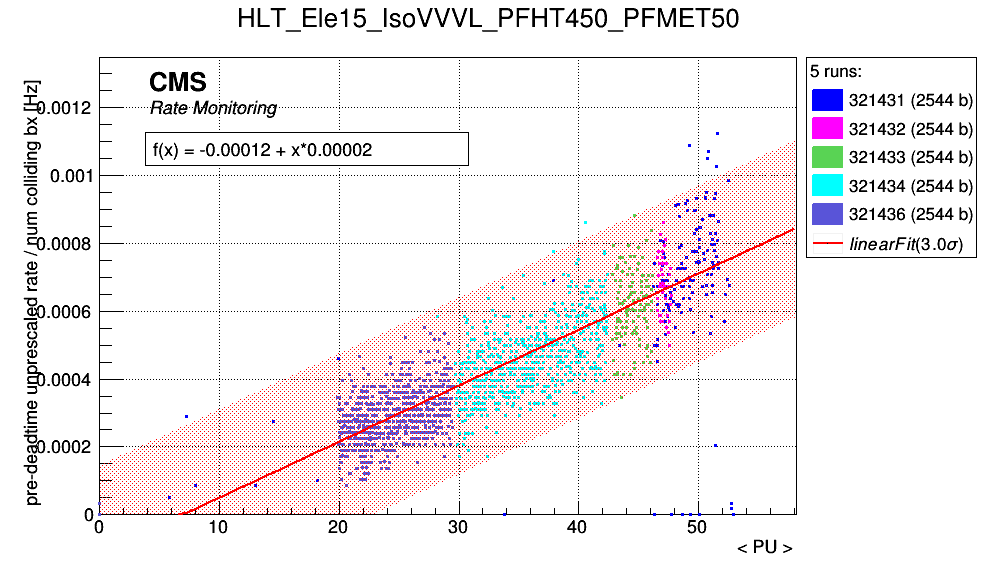 HLT_Ele15_IsoVVVL_PFHT450_PFMET50
CMS
Rate Monitoring
f(x) = -0.00012 + x*0.00002
pre-deadtime unprescaled rate / num colliding bx [Hz]
0.0012
0.001
0.0008
0.0006
0.0004
0.0002
0
0 10 20 30 40 50
< PU >
5 runs:
321431 (2544 b)
321432 (2544 b)
321433 (2544 b)
321434 (2544 b)
321436 (2544 b)
linearFit(3.0σ)